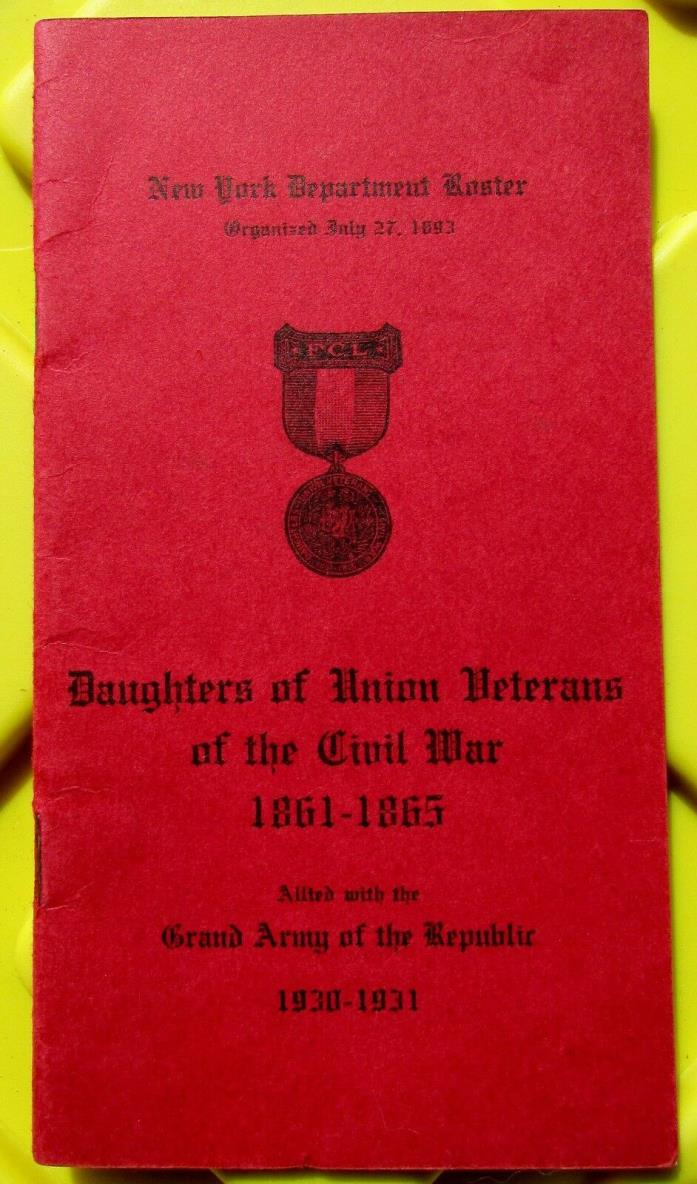 New York Department Roster
Organized July 27, 1893
F·C·L
Daughters of Union Veterans
of the Civil War
1861-1865
Allied with the
Grand Army of the Republic
1930-1931